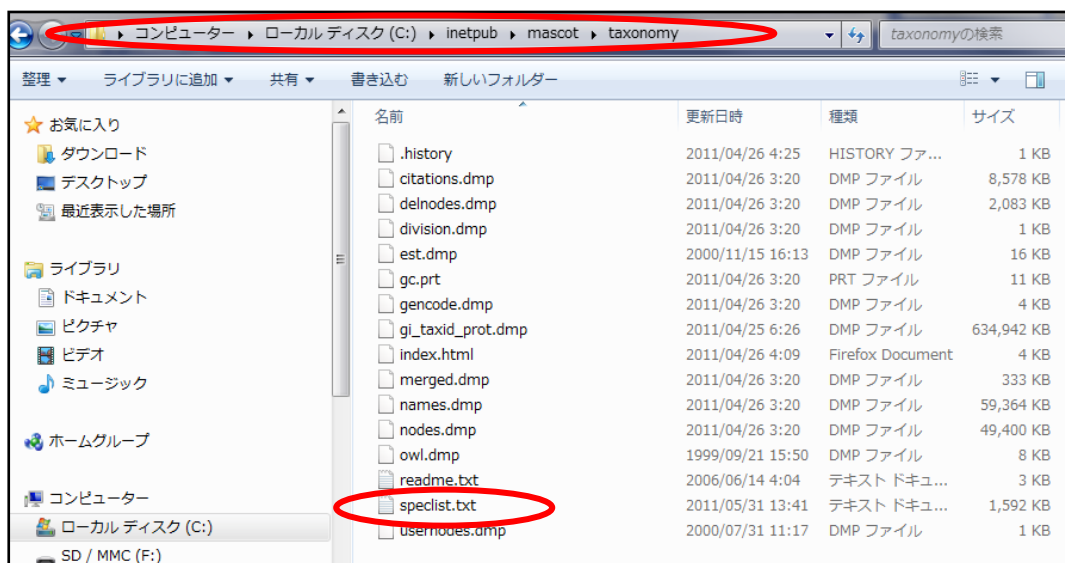 コンピューター ▸ ローカル ディスク (C:) ▸ inetpub ▸ mascot ▸ taxonomy
taxonomyの検索
整理 ▼ ライブラリに追加 ▼ 共有 ▼ 書き込む 新しいフォルダー
お気に入り
ダウンロード
デスクトップ
最近表示した場所
ライブラリ
ドキュメント
ピクチャ
ビデオ
ミュージック
ホームグループ
コンピューター
ローカル ディスク (C:)
SD / MMC (F:)
名前 更新日時 種類 サイズ
.history 2011/04/26 4:25 HISTORY ファ... 1 KB
citations.dmp 2011/04/26 3:20 DMP ファイル 8,578 KB
delnodes.dmp 2011/04/26 3:20 DMP ファイル 2,083 KB
division.dmp 2011/04/26 3:20 DMP ファイル 1 KB
est.dmp 2000/11/15 16:13 DMP ファイル 16 KB
gc.prt 2011/04/26 3:20 PRT ファイル 11 KB
gencode.dmp 2011/04/26 3:20 DMP ファイル 4 KB
gi_taxid_prot.dmp 2011/04/25 6:26 DMP ファイル 634,942 KB
index.html 2011/04/26 4:09 Firefox Document 4 KB
merged.dmp 2011/04/26 3:20 DMP ファイル 333 KB
names.dmp 2011/04/26 3:20 DMP ファイル 59,364 KB
nodes.dmp 2011/04/26 3:20 DMP ファイル 49,400 KB
owl.dmp 1999/09/21 15:50 DMP ファイル 8 KB
readme.txt 2006/06/14 4:04 テキスト ドキュ... 3 KB
speclist.txt 2011/05/31 13:41 テキスト ドキュ... 1,592 KB
usernodes.dmp 2000/07/31 11:17 DMP ファイル 1 KB